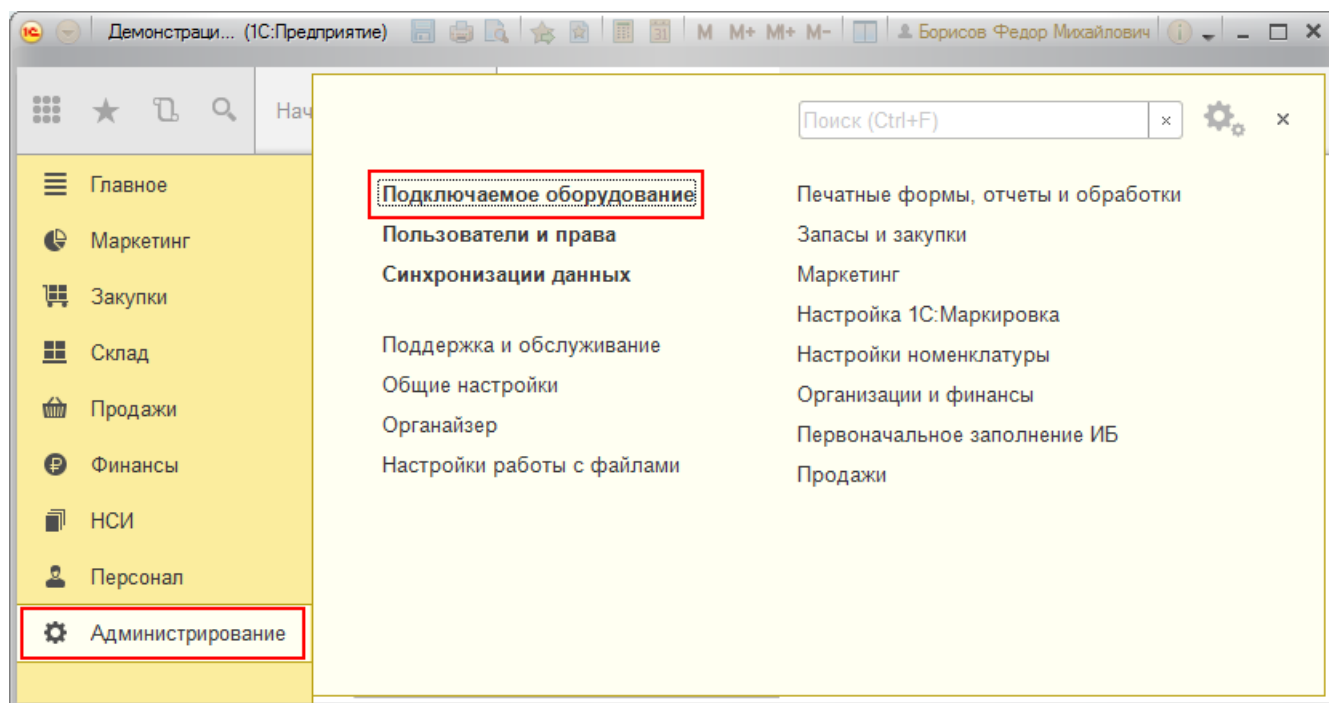 Демонстраци... (1С:Предприятие) 31 M M+ M+ M- Борисов Федор Михайлович
Нач
Поиск (Ctrl+F)
Главное
Маркетинг
Закупки
Склад
Продажи
Финансы
НСИ
Персонал
Администрирование
Подключаемое оборудование
Пользователи и права
Синхронизации данных
Поддержка и обслуживание
Общие настройки
Органайзер
Настройки работы с файлами
Печатные формы, отчеты и обработки
Запасы и закупки
Маркетинг
Настройка 1С:Маркировка
Настройки номенклатуры
Организации и финансы
Первоначальное заполнение ИБ
Продажи